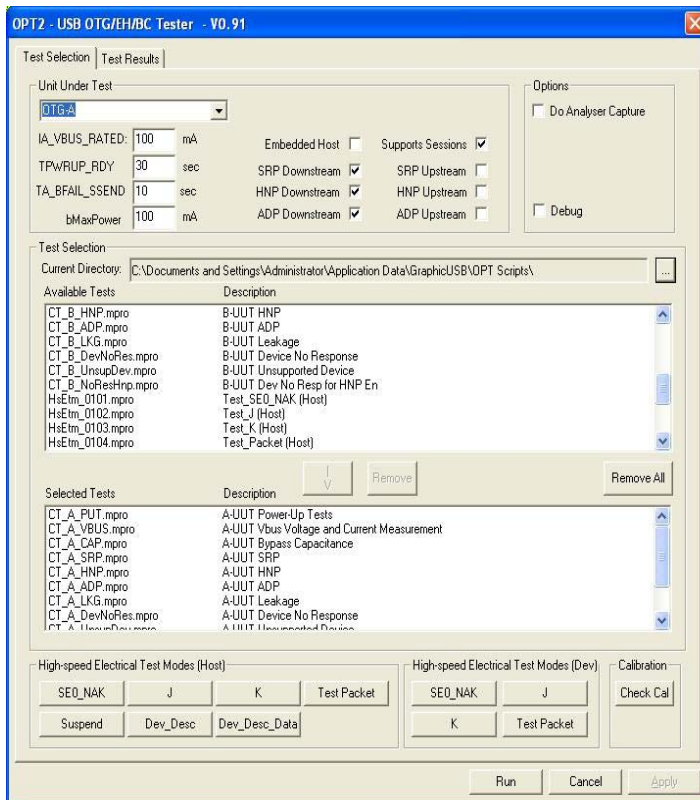 OPT2 - USB OTG/EH/BC Tester - V0.91
Test Selection Test Results
Unit Under Test
OTG-A
IA_VBUS_RATED: 100 mA
TPWRUP_RDY 30 sec
TA_BFAIL_SSEND 10 sec
bMaxPower 100 mA
Embedded Host Supports Sessions
SRP Downstream SRP Upstream
HNP Downstream HNP Upstream
ADP Downstream ADP Upstream
Options
Do Analyser Capture
Debug
Test Selection
Current Directory: C:\Documents and Settings\Administrator\Application Data\GraphicUSB\OPT Scripts\ ...
Available Tests Description
CT_B_HNP.mpro B-UUT HNP
CT_B_ADP.mpro B-UUT ADP
CT_B_LKG.mpro B-UUT Leakage
CT_B_DevNoRes.mpro B-UUT Device No Response
CT_B_UnsupDev.mpro B-UUT Unsupported Device
CT_B_NoResHnp.mpro B-UUT Dev No Resp for HNP En
HsEtm_0101.mpro Test_SE0_NAK (Host)
HsEtm_0102.mpro Test_J (Host)
HsEtm_0103.mpro Test_K (Host)
HsEtm_0104.mpro Test_Packet (Host)
I
V
Remove Remove All
Selected Tests Description
CT_A_PUT.mpro A-UUT Power-Up Tests
CT_A_VBUS.mpro A-UUT Vbus Voltage and Current Measurement
CT_A_CAP.mpro A-UUT Bypass Capacitance
CT_A_SRP.mpro A-UUT SRP
CT_A_HNP.mpro A-UUT HNP
CT_A_ADP.mpro A-UUT ADP
CT_A_LKG.mpro A-UUT Leakage
CT_A_DevNoRes.mpro A-UUT Device No Response
CT_A_UnsupDev.mpro A-UUT Unsupported Device
High-speed Electrical Test Modes (Host)
SE0_NAK J K Test Packet
Suspend Dev_Desc Dev_Desc_Data
High-speed Electrical Test Modes (Dev)
SE0_NAK J
K Test Packet
Calibration
Check Cal
Run Cancel Apply